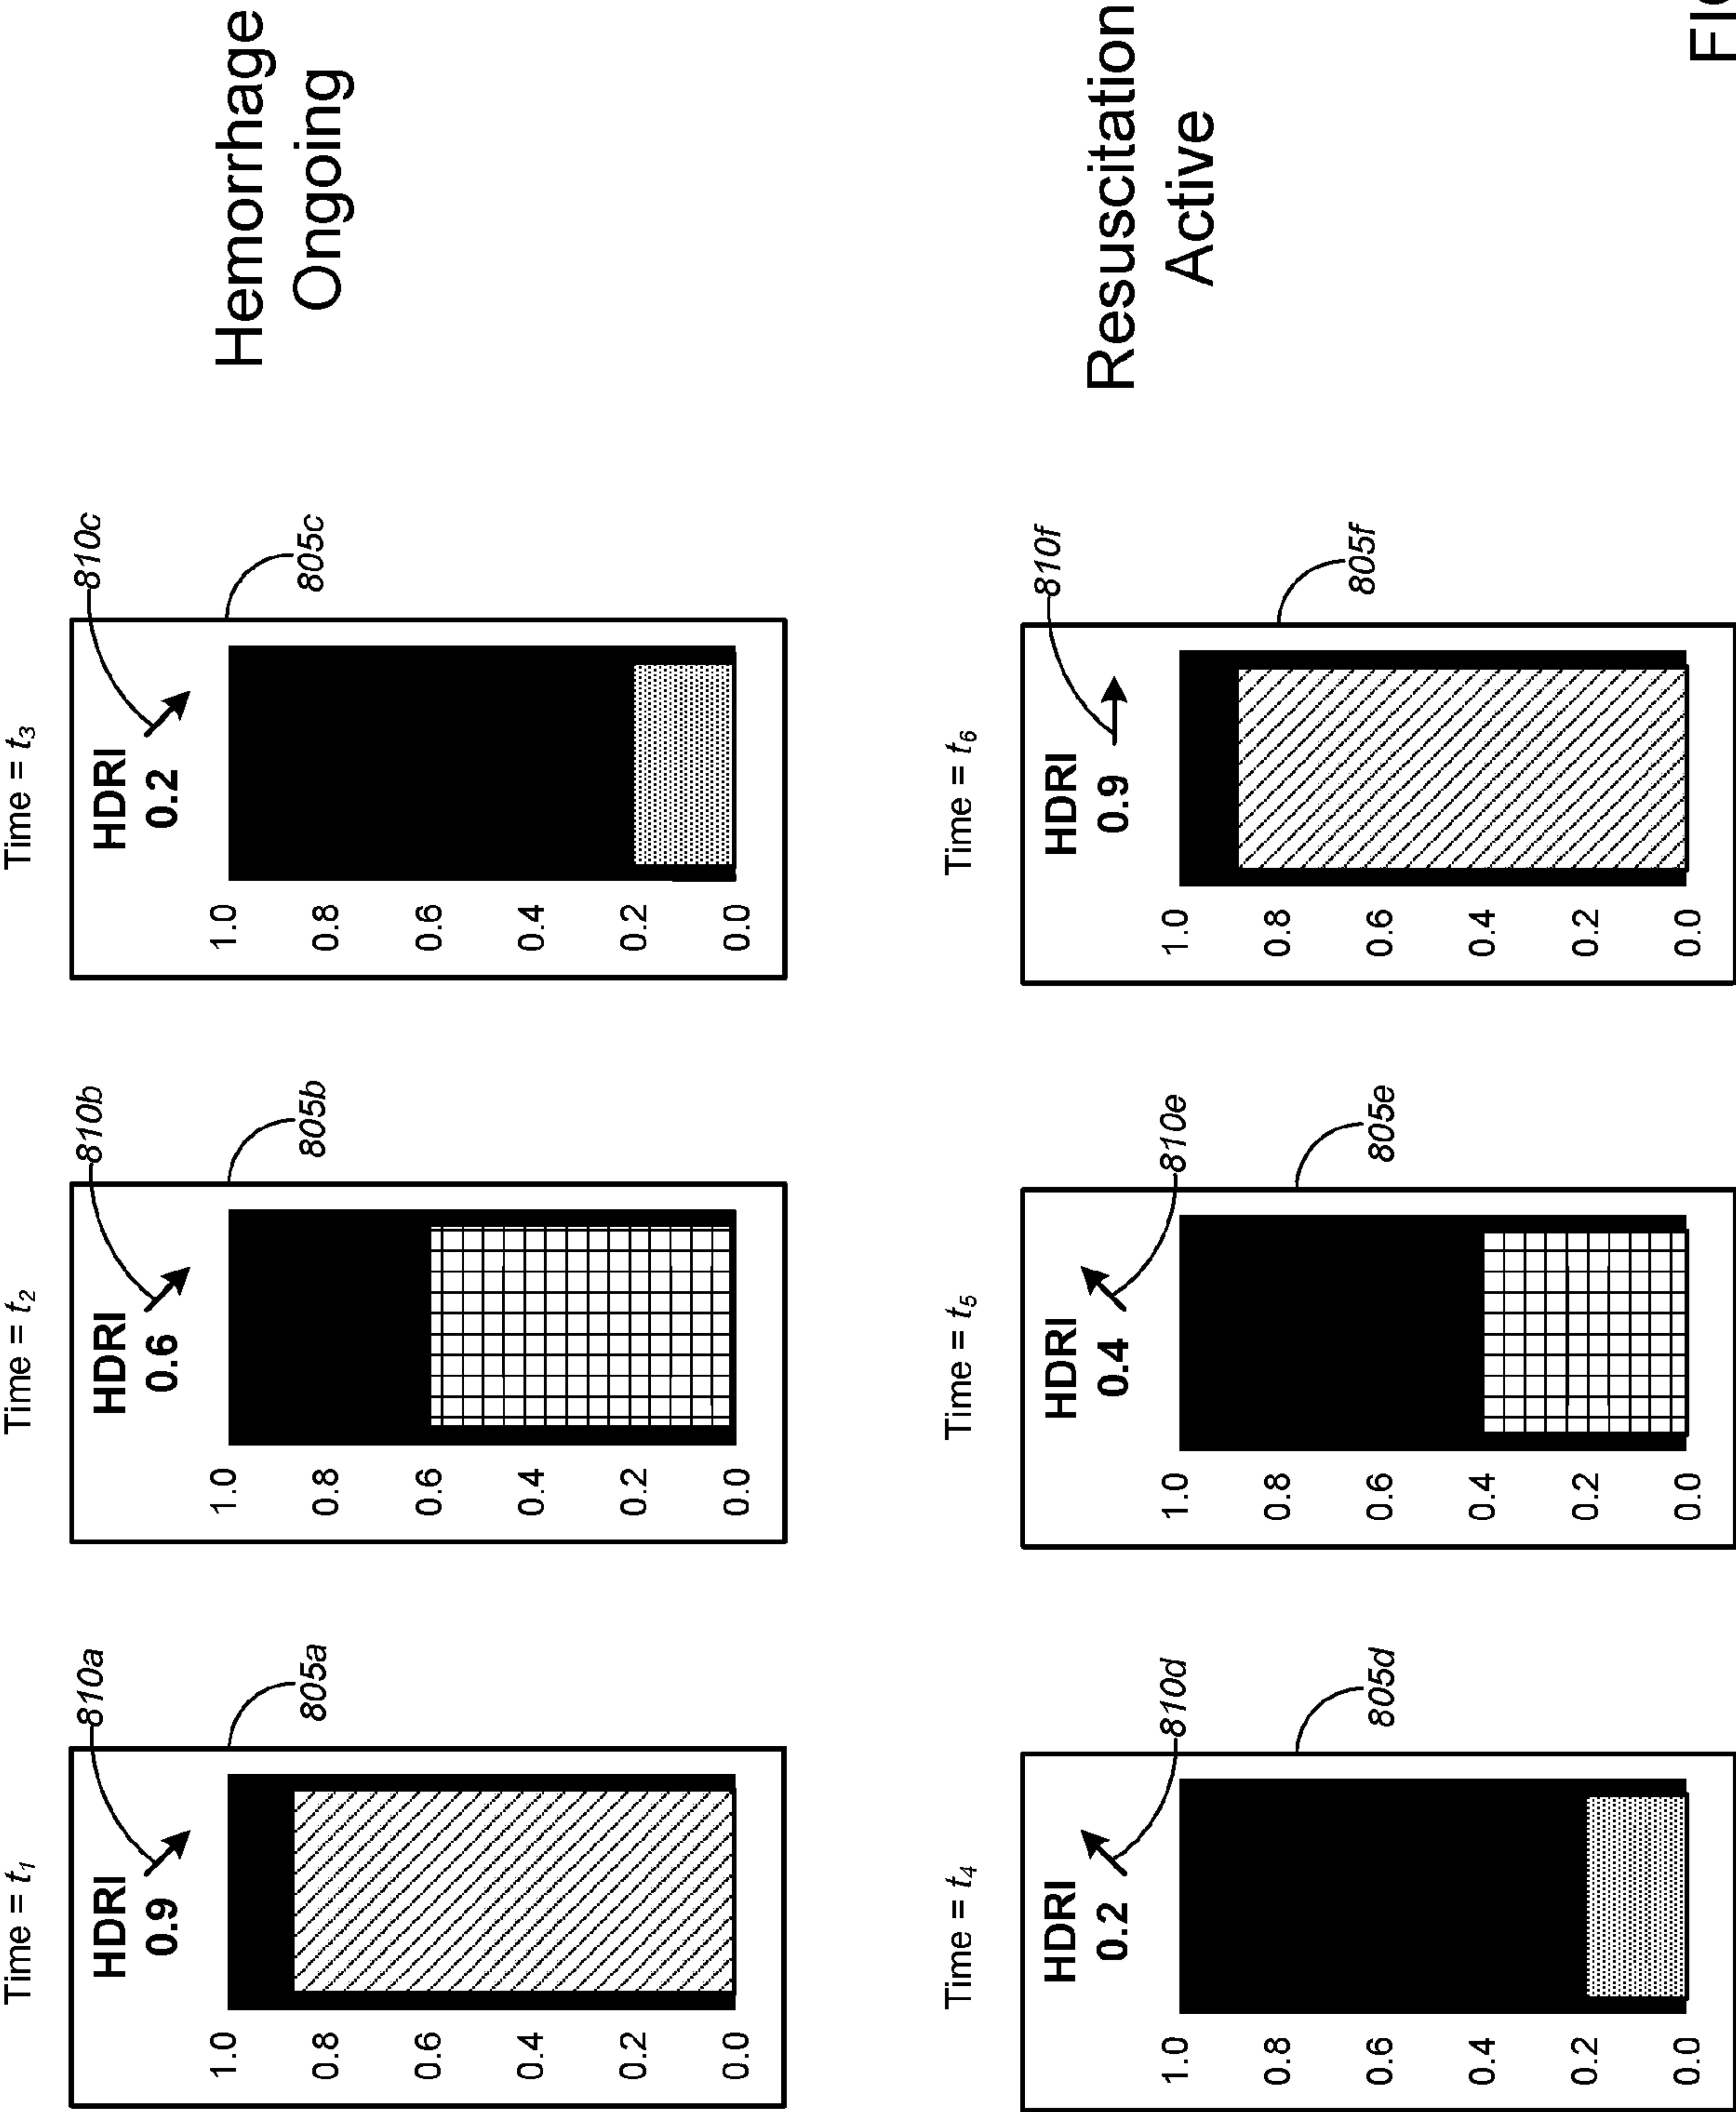 Time = t1
HDRI
0.9
810a
805a
1.0
0.8
0.6
0.4
0.2
0.0
Time = t2
HDRI
0.6
810b
805b
1.0
0.8
0.6
0.4
0.2
0.0
Time = t3
HDRI
0.2
810c
805c
1.0
0.8
0.6
0.4
0.2
0.0
Hemorrhage
Ongoing
Time = t4
HDRI
0.2
810d
805d
1.0
0.8
0.6
0.4
0.2
0.0
Time = t5
HDRI
0.4
810e
805e
1.0
0.8
0.6
0.4
0.2
0.0
Time = t6
HDRI
0.9
810f
805f
1.0
0.8
0.6
0.4
0.2
0.0
Resuscitation
Active